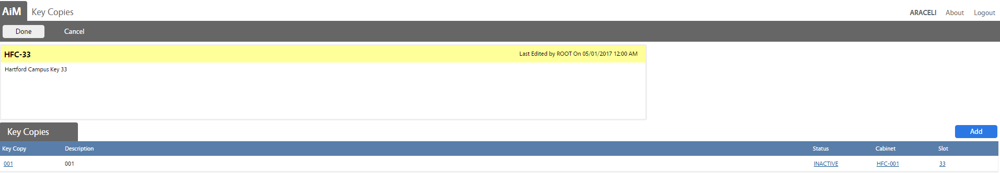 AiM Key Copies ARACELI About Logout
Done Cancel
HFC-33 Last Edited by ROOT On 05/01/2017 12:00 AM
Hartford Campus Key 33
Key Copies Add
Key Copy Description Status Cabinet Slot
001 001 INACTIVE HFC-001 33